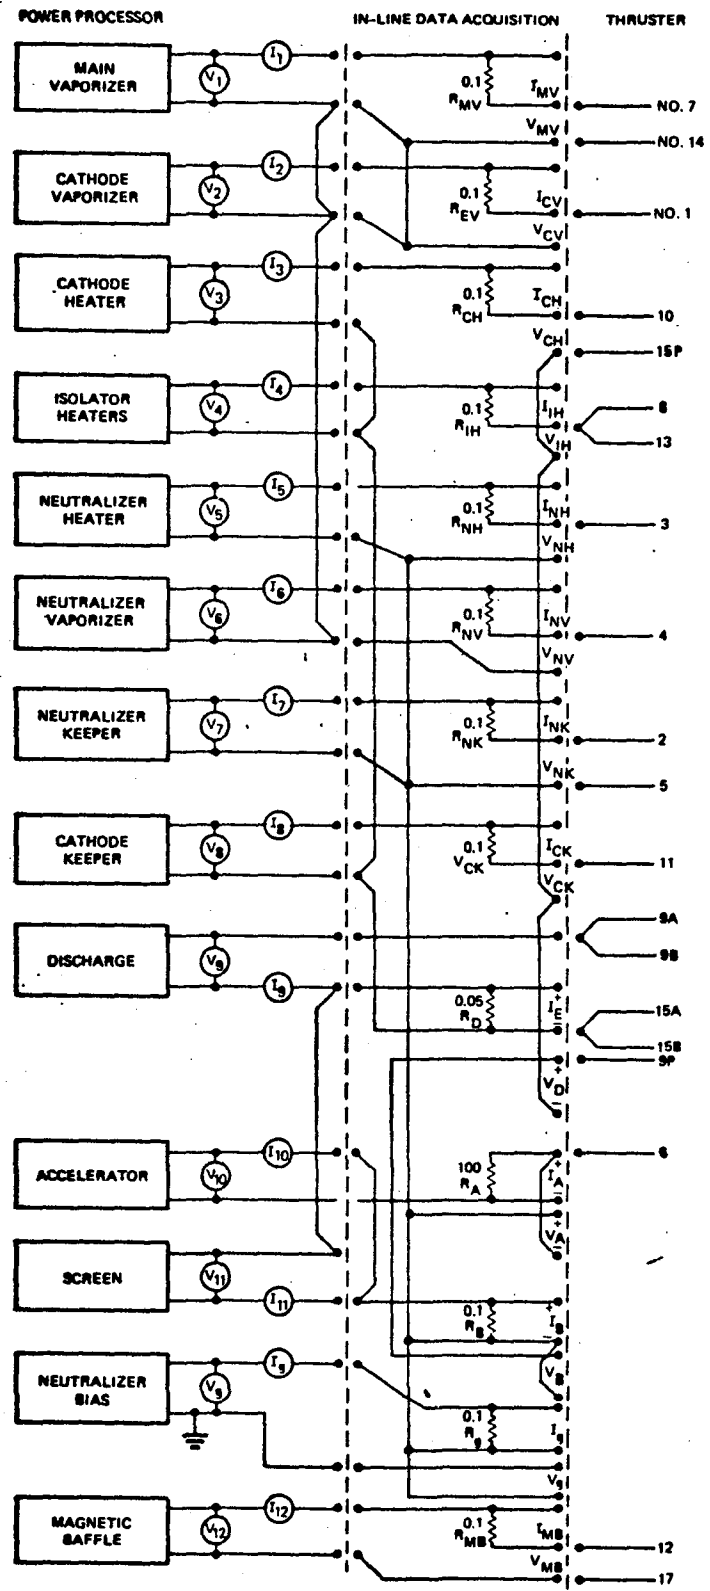 POWER PROCESSOR
IN-LINE DATA ACQUISITION
THRUSTER
MAIN
VAPORIZER
V1
I1
0.1
RMV
IMV
NO. 7
VMV
NO. 14
CATHODE
VAPORIZER
V2
I2
0.1
REV
ICV
NO. 1
VCV
CATHODE
HEATER
V3
I3
0.1
RCH
ICH
10
VCH
15P
ISOLATOR
HEATERS
V4
I4
0.1
RIH
IIH
8
13
VIH
NEUTRALIZER
HEATER
V5
I5
0.1
RNH
INH
3
VNH
NEUTRALIZER
VAPORIZER
V6
I6
0.1
RNV
INV
4
VNV
NEUTRALIZER
KEEPER
V7
I7
0.1
RNK
INK
2
VNK
5
CATHODE
KEEPER
V8
I8
0.1
VCK
ICK
11
VCK
9A
9B
DISCHARGE
V9
I9
0.05
RD
+
IE
−
15A
15B
9P
+
VD
−
ACCELERATOR
V10
I10
100
RA
+
IA
−
6
+
VA
−
SCREEN
V11
I11
0.1
RB
+
IB
−
VB
NEUTRALIZER
BIAS
Vg
Ig
0.1
Rg
Ig
Vg
MAGNETIC
BAFFLE
V12
I12
0.1
RMB
IMB
12
VMB
17